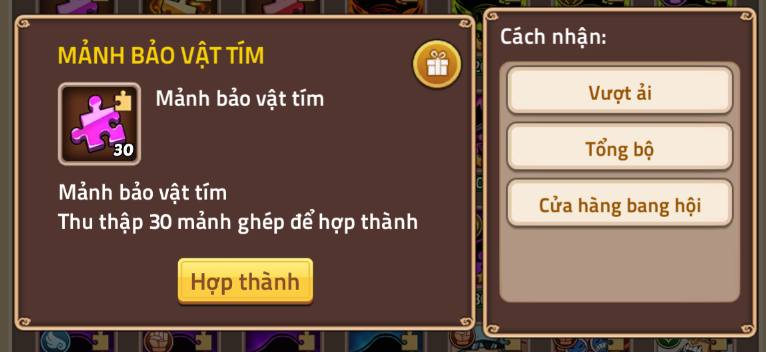 MẢNH BẢO VẬT TÍM
Mảnh bảo vật tím
30
Mảnh bảo vật tím
Thu thập 30 mảnh ghép để hợp thành
Hợp thành
Cách nhận:
Vượt ải
Tổng bộ
Cửa hàng bang hội